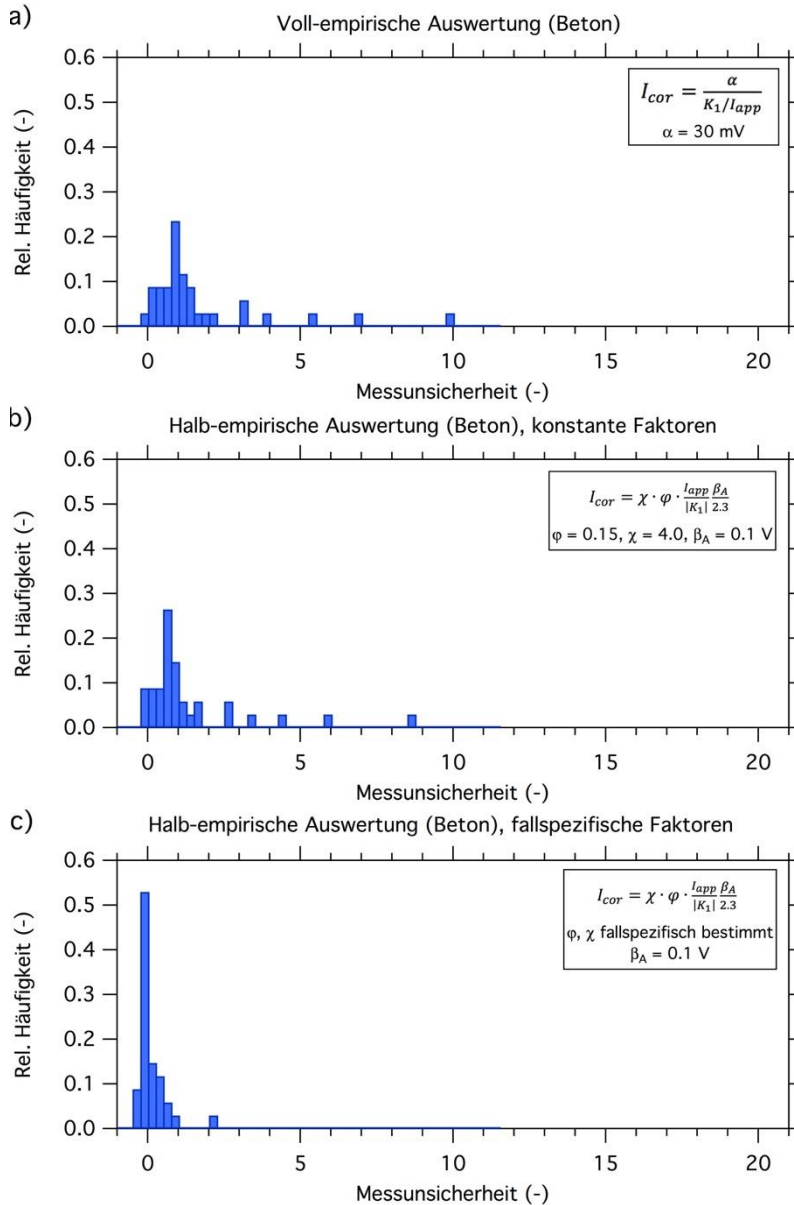 a)
Voll-empirische Auswertung (Beton)
0.6
0.5
0.4
0.3
0.2
0.1
0.0
Rel. Häufigkeit (-)
I_cor = α / K₁/I_app
α = 30 mV
0 5 10 15 20
Messunsicherheit (-)
b)
Halb-empirische Auswertung (Beton), konstante Faktoren
0.6
0.5
0.4
0.3
0.2
0.1
0.0
Rel. Häufigkeit (-)
I_cor = χ · φ · I_app/|K₁| β_A/2.3
φ = 0.15, χ = 4.0, β_A = 0.1 V
0 5 10 15 20
Messunsicherheit (-)
c)
Halb-empirische Auswertung (Beton), fallspezifische Faktoren
0.6
0.5
0.4
0.3
0.2
0.1
0.0
Rel. Häufigkeit (-)
I_cor = χ · φ · I_app/|K₁| β_A/2.3
φ, χ fallspezifisch bestimmt
β_A = 0.1 V
0 5 10 15 20
Messunsicherheit (-)